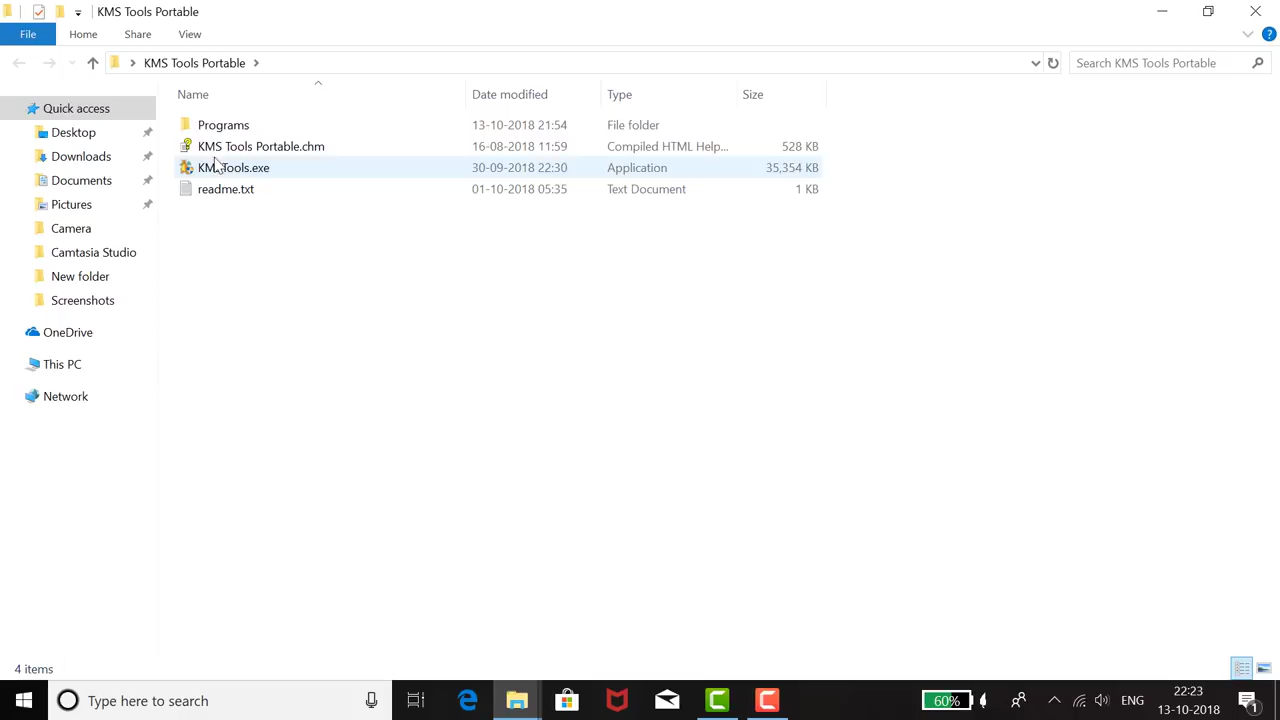 KMS Tools Portable
File Home Share View
KMS Tools Portable
Search KMS Tools Portable
Name Date modified Type Size
Quick access
Programs 13-10-2018 21:54 File folder
Desktop
KMS Tools Portable.chm 16-08-2018 11:59 Compiled HTML Help... 528 KB
Downloads
KMSTools.exe 30-09-2018 22:30 Application 35,354 KB
Documents
readme.txt 01-10-2018 05:35 Text Document 1 KB
Pictures
Camera
Camtasia Studio
New folder
Screenshots
OneDrive
This PC
Network
4 items
Type here to search
60%
ENG
22:23
13-10-2018
1